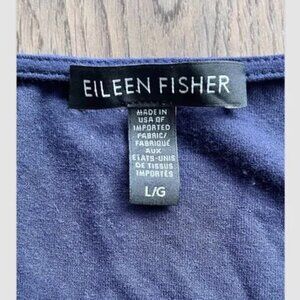 EILEEN FISHER
MADE IN
USA OF
IMPORTED
FABRIC/
FABRIQUÉ
AUX
ÉTATS-UNIS
DE TISSUS
IMPORTÉS
L/G